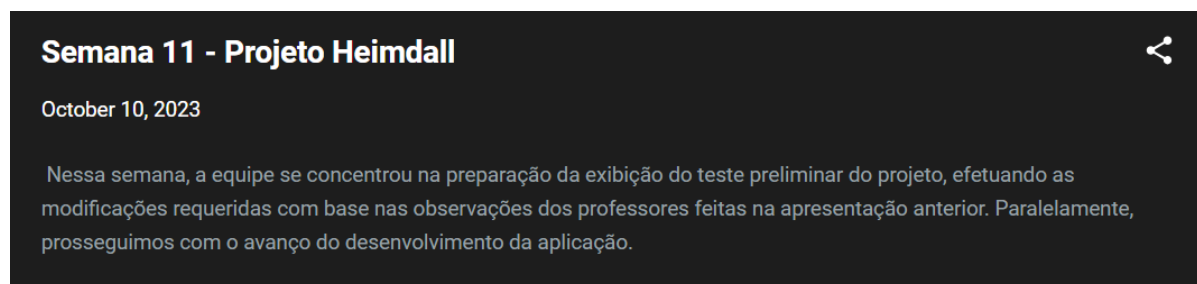 Semana 11 - Projeto Heimdall
October 10, 2023
Nessa semana, a equipe se concentrou na preparação da exibição do teste preliminar do projeto, efetuando as
modificações requeridas com base nas observações dos professores feitas na apresentação anterior. Paralelamente,
prosseguimos com o avanço do desenvolvimento da aplicação.